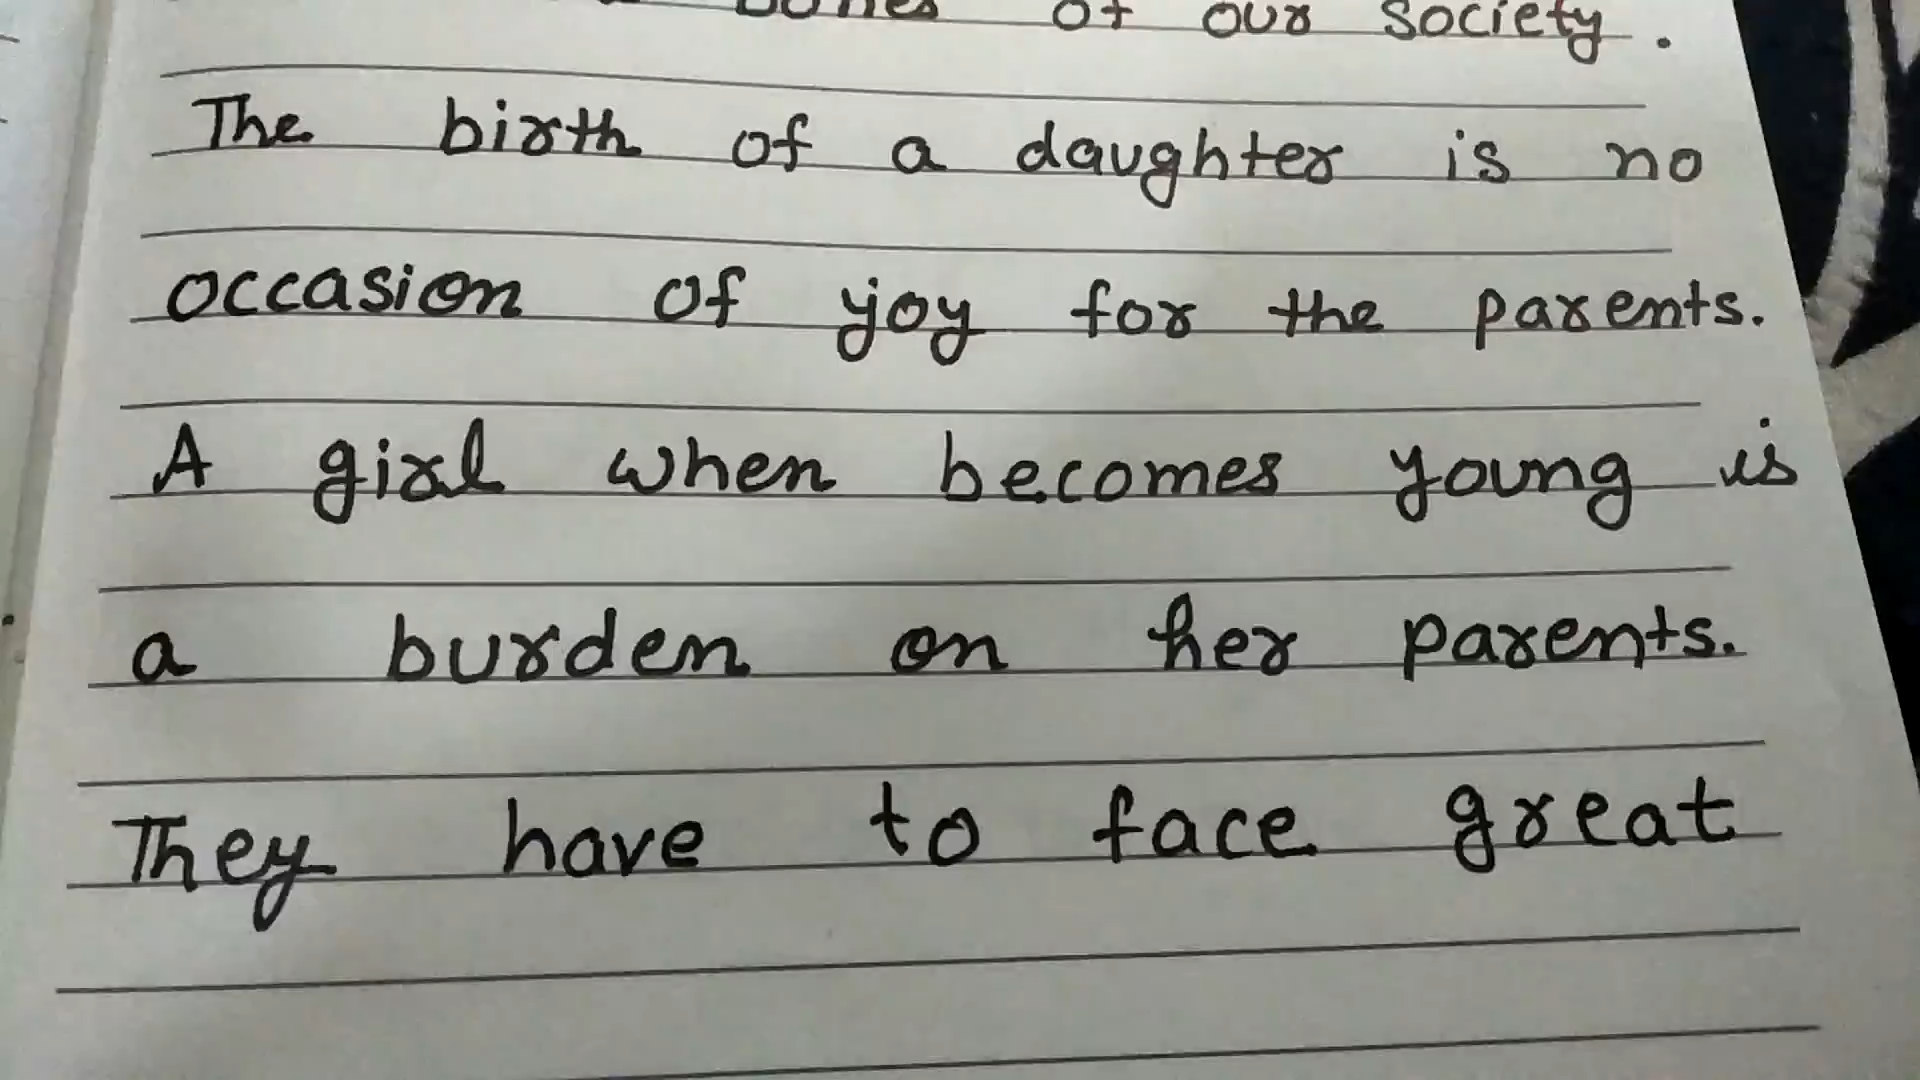 of our society.
The birth of a daughter is no
occasion of joy for the parents.
A girl when becomes young is
a burden on her parents.
They have to face great